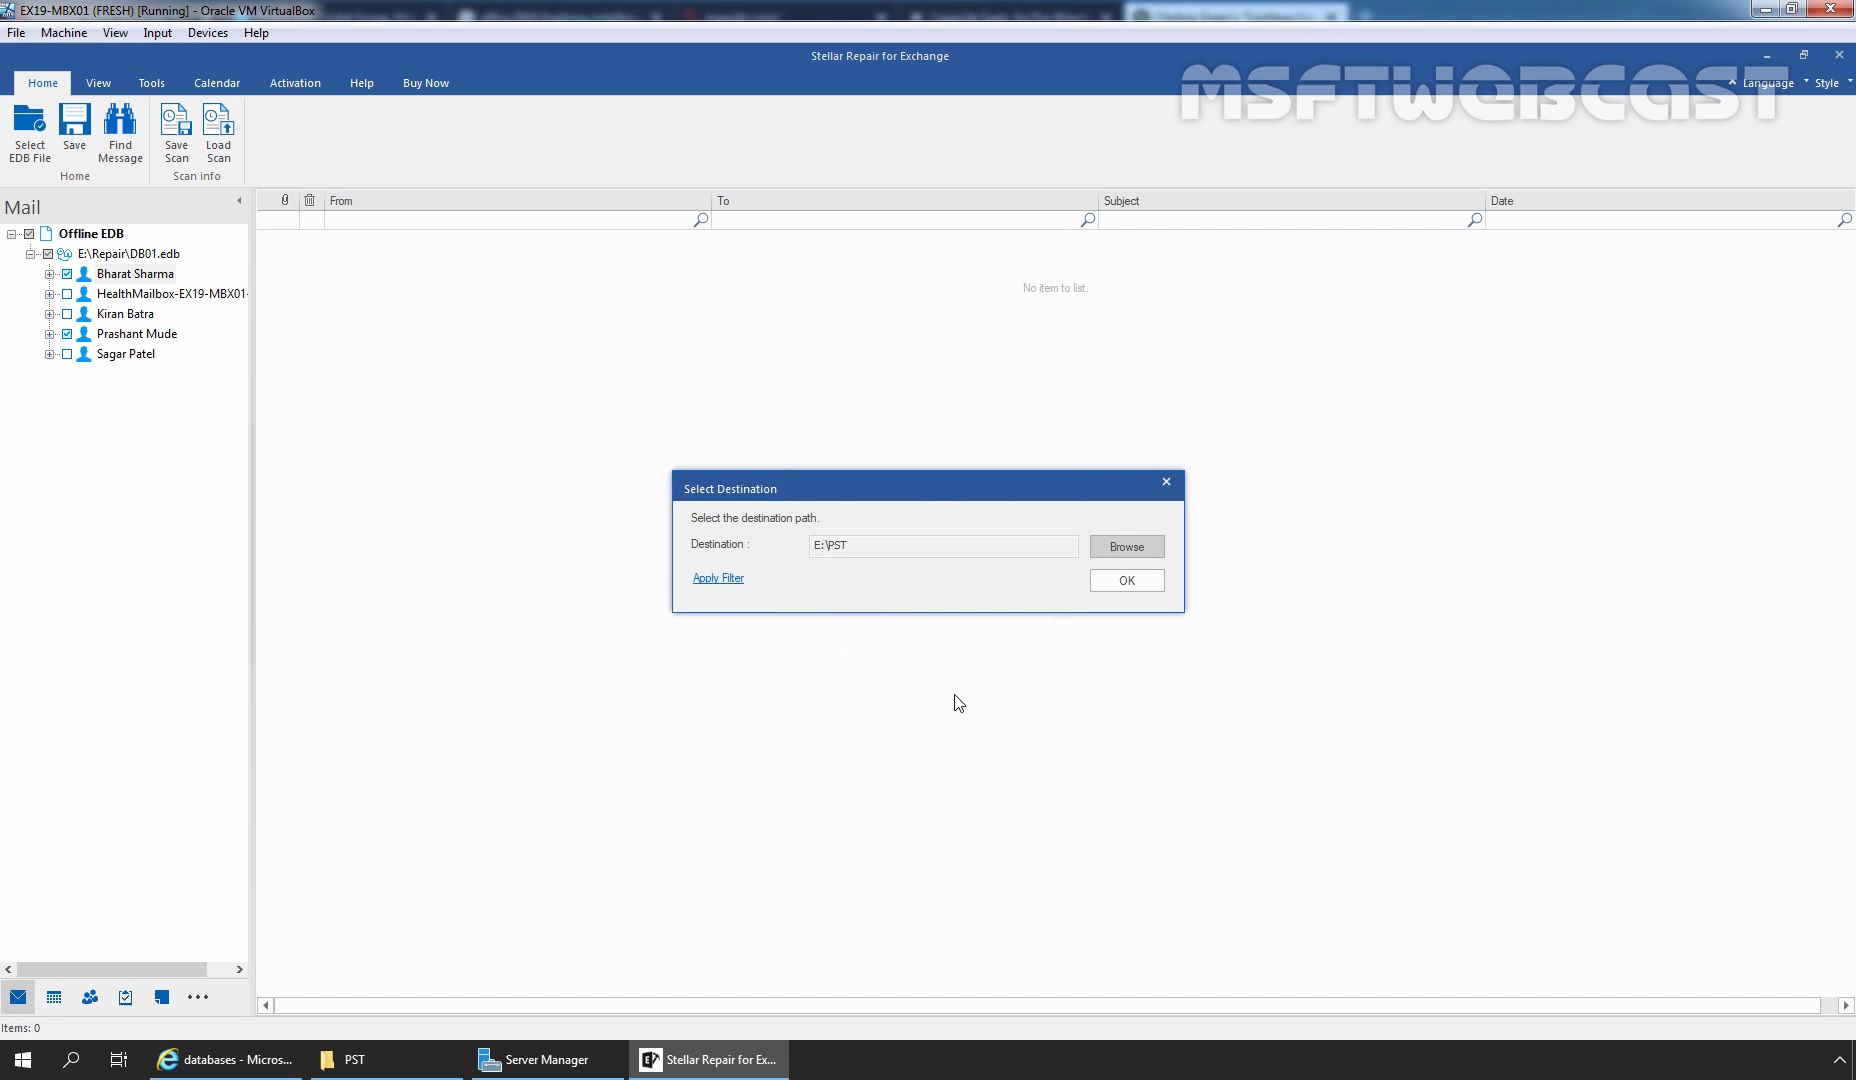 EX19-MBX01 (FRESH) [Running] - Oracle VM VirtualBox
File Machine View Input Devices Help
Stellar Repair for Exchange
Home View Tools Calendar Activation Help Buy Now
Language Style
MSFTWEBCAST
Select EDB File
Save
Find Message
Save Scan
Load Scan
Home
Scan info
Mail
From To Subject Date
Offline EDB
E:\Repair\DB01.edb
Bharat Sharma
HealthMailbox-EX19-MBX01-
Kiran Batra
Prashant Mude
Sagar Patel
No item to list.
Select Destination
Select the destination path.
Destination : E:\PST Browse
Apply Filter OK
Items: 0
databases - Micros... PST Server Manager Stellar Repair for Ex...